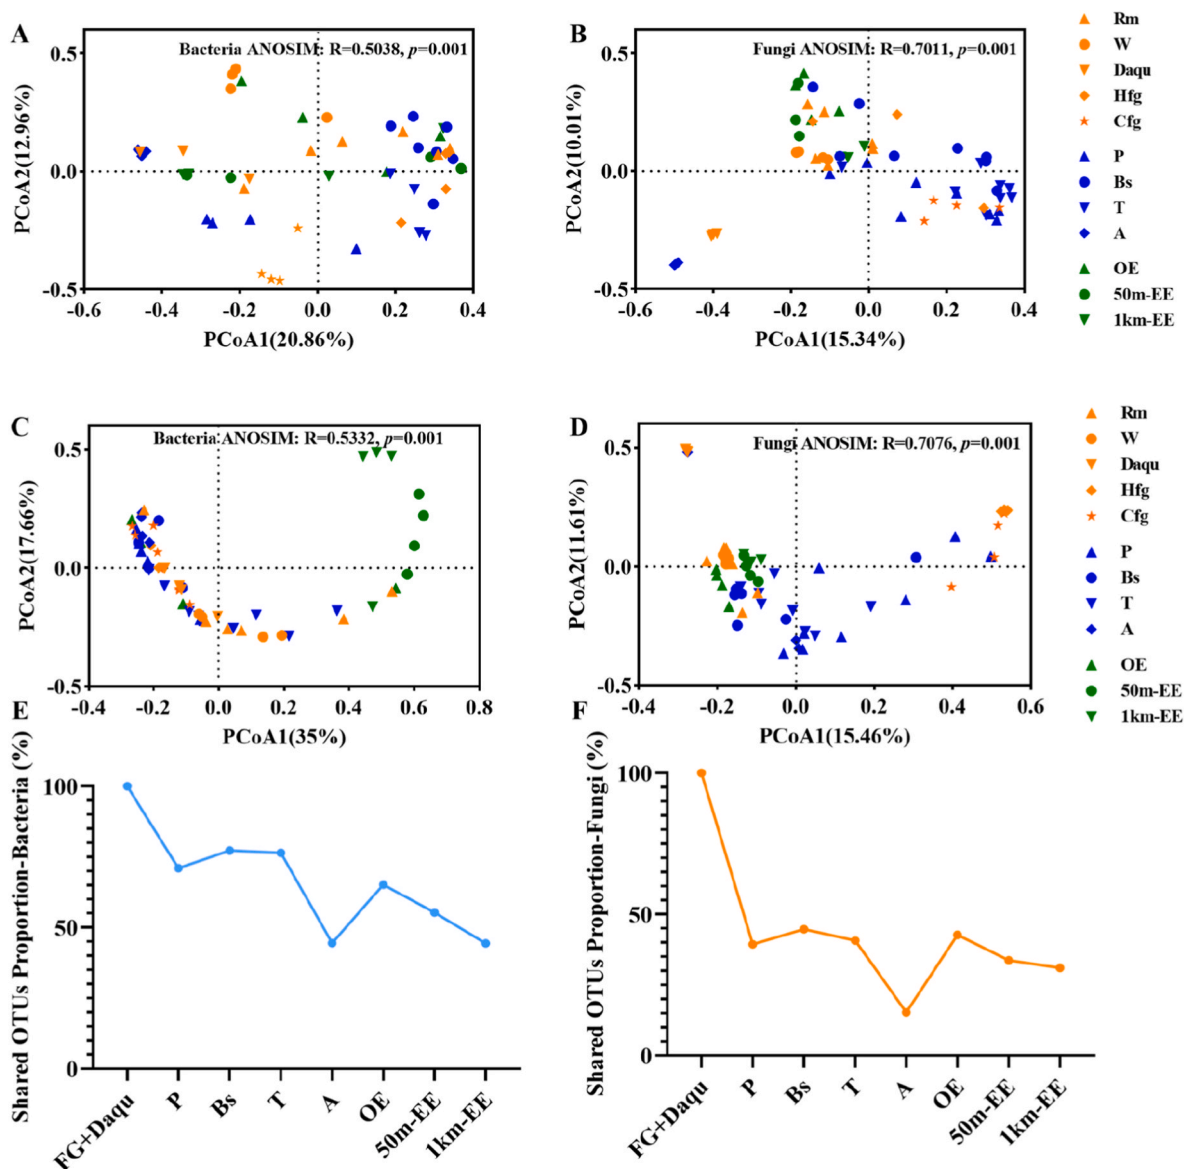 A
Bacteria ANOSIM: R=0.5038, p=0.001
PCoA2(12.96%)
0.5
0.0
-0.5
-0.6
-0.4
-0.2
0.0
0.2
0.4
PCoA1(20.86%)
B
Fungi ANOSIM: R=0.7011, p=0.001
PCoA2(10.01%)
0.5
0.0
-0.5
-0.6
-0.4
-0.2
0.0
0.2
0.4
PCoA1(15.34%)
Rm
W
Daqu
Hfg
Cfg
P
Bs
T
A
OE
50m-EE
1km-EE
C
Bacteria ANOSIM: R=0.5332, p=0.001
PCoA2(17.66%)
0.5
0.0
-0.5
-0.4
-0.2
0.0
0.2
0.4
0.6
0.8
PCoA1(35%)
D
Fungi ANOSIM: R=0.7076, p=0.001
PCoA2(11.61%)
0.5
0.0
-0.5
-0.4
-0.2
0.0
0.2
0.4
0.6
PCoA1(15.46%)
Rm
W
Daqu
Hfg
Cfg
P
Bs
T
A
OE
50m-EE
1km-EE
E
Shared OTUs Proportion-Bacteria (%)
100
50
0
FG+Daqu
P
Bs
T
A
OE
50m-EE
1km-EE
F
Shared OTUs Proportion-Fungi (%)
100
50
0
FG+Daqu
P
Bs
T
A
OE
50m-EE
1km-EE